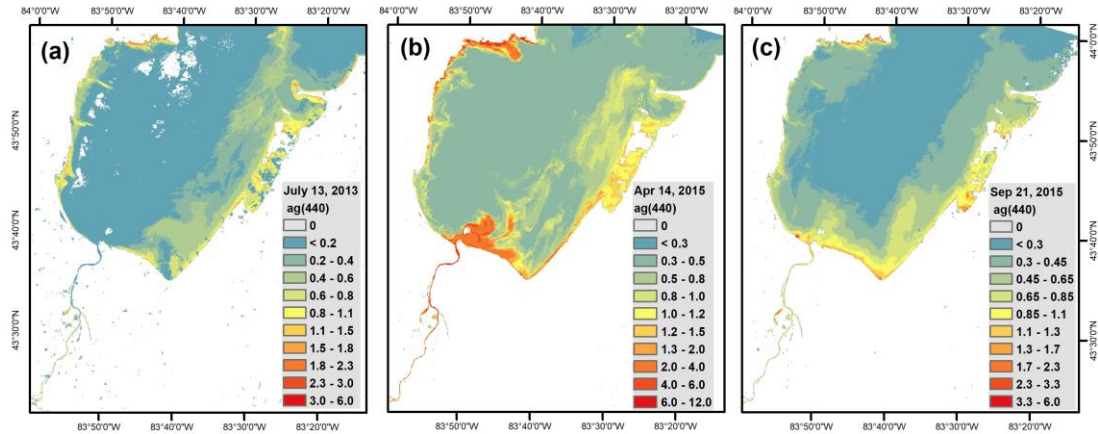 84°0'0"W 83°50'0"W 83°40'0"W 83°30'0"W 83°20'0"W
83°50'0"W 83°40'0"W 83°30'0"W 83°20'0"W
83°50'0"W 83°40'0"W 83°30'0"W 83°20'0"W
(a)
43°50'0"N
43°40'0"N
43°30'0"N
July 13, 2013
ag(440)
0
< 0.2
0.2 - 0.4
0.4 - 0.6
0.6 - 0.8
0.8 - 1.1
1.1 - 1.5
1.5 - 1.8
1.8 - 2.3
2.3 - 3.0
3.0 - 6.0
(b)
Apr 14, 2015
ag(440)
0
< 0.3
0.3 - 0.5
0.5 - 0.8
0.8 - 1.0
1.0 - 1.2
1.2 - 1.5
1.3 - 2.0
2.0 - 4.0
4.0 - 6.0
6.0 - 12.0
(c)
44°0'0"N
43°50'0"N
43°40'0"N
43°30'0"N
Sep 21, 2015
ag(440)
0
< 0.3
0.3 - 0.45
0.45 - 0.65
0.65 - 0.85
0.85 - 1.1
1.1 - 1.3
1.3 - 1.7
1.7 - 2.3
2.3 - 3.3
3.3 - 6.0
83°50'0"W 83°40'0"W 83°30'0"W 83°20'0"W
83°50'0"W 83°40'0"W 83°30'0"W 83°20'0"W
83°50'0"W 83°40'0"W 83°30'0"W 83°20'0"W